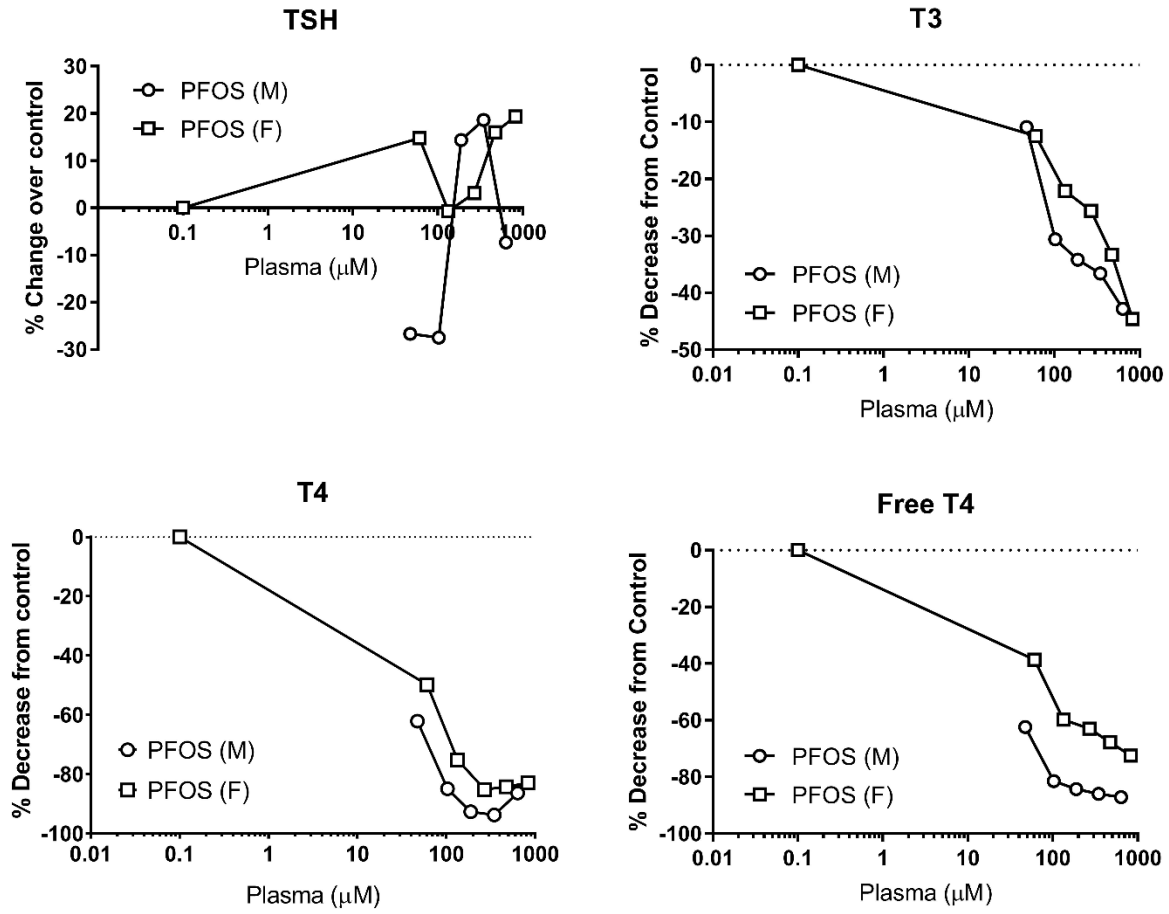 TSH
% Change over control
30
20
10
0
-10
-20
-30
PFOS (M)
PFOS (F)
0.1
1
10
100
1000
Plasma (μM)
T3
% Decrease from Control
0
-10
-20
-30
-40
-50
PFOS (M)
PFOS (F)
0.01
0.1
1
10
100
1000
Plasma (μM)
T4
% Decrease from control
0
-20
-40
-60
-80
-100
PFOS (M)
PFOS (F)
0.01
0.1
1
10
100
1000
Plasma (μM)
Free T4
% Decrease from Control
0
-20
-40
-60
-80
-100
PFOS (M)
PFOS (F)
0.01
0.1
1
10
100
1000
Plasma (μM)